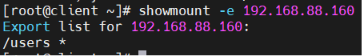 [root@client ~]# showmount -e 192.168.88.160
Export list for 192.168.88.160:
/users *